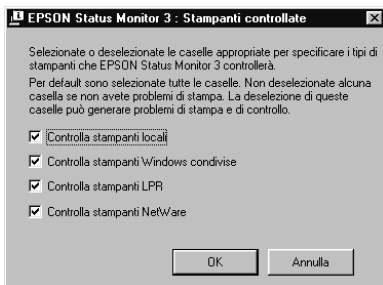 EPSON Status Monitor 3 : Stampanti controllate
Selezionate o deselezionate le caselle appropriate per specificare i tipi di
stampanti che EPSON Status Monitor 3 controllerà.
Per default sono selezionate tutte le caselle. Non deselezionate alcuna
casella se non avete problemi di stampa. La deselezione di queste
caselle può generare problemi di stampa e di controllo.
Controlla stampanti locali
Controlla stampanti Windows condivise
Controlla stampanti LPR
Controlla stampanti NetWare
OK Annulla